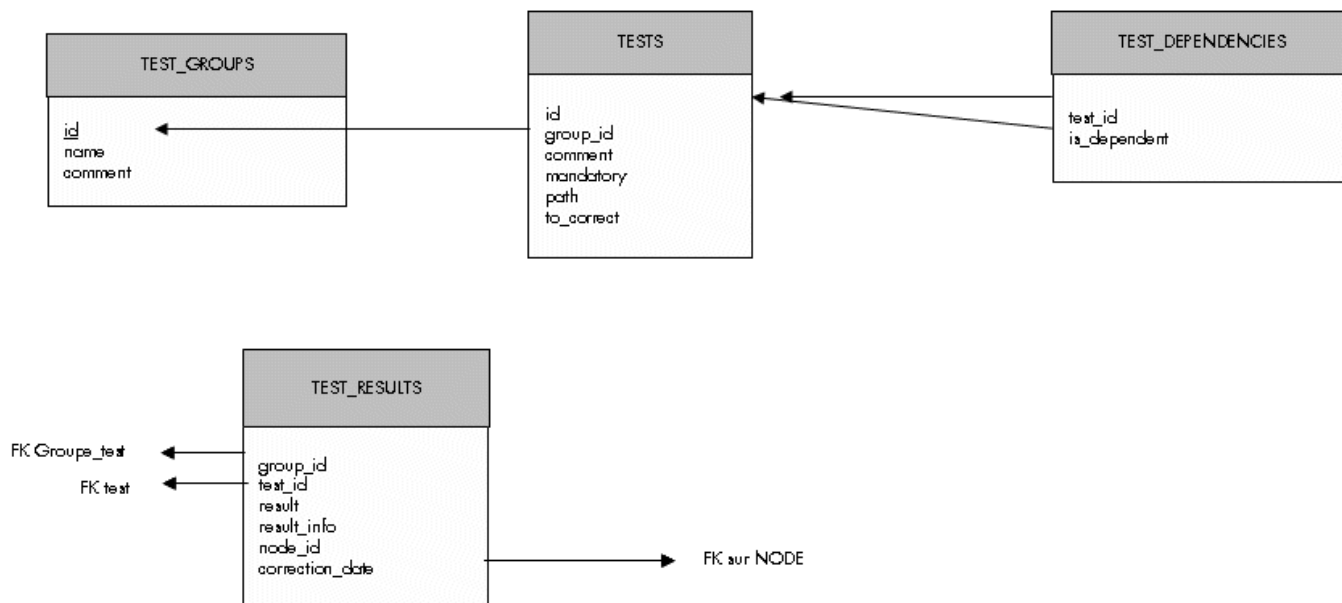 TEST_GROUPS
id
name
comment
TESTS
id
group_id
comment
mandatory
path
to_correct
TEST_DEPENDENCIES
test_id
is_dependent
TEST_RESULTS
FK Groups_test
FK test
group_id
test_id
result
result_info
node_id
correction_date
FK sur NODE